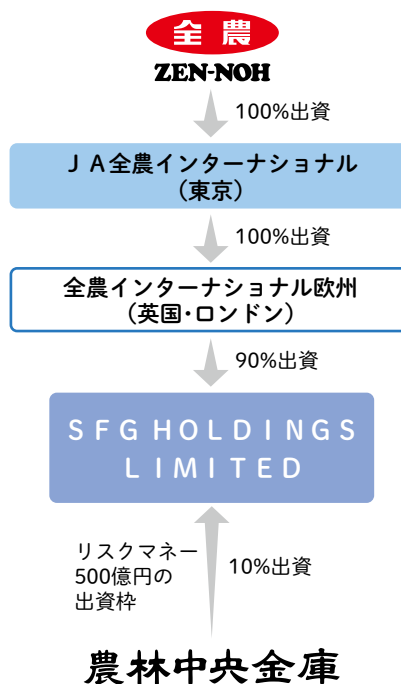 全農
ZEN-NOH
100%出資
ＪＡ全農インターナショナル
（東京）
100%出資
全農インターナショナル欧州
（英国・ロンドン）
90%出資
ＳＦＧ ＨＯＬＤＩＮＧＳ
ＬＩＭＩＴＥＤ
リスクマネー
500億円の
出資枠
10%出資
農林中央金庫